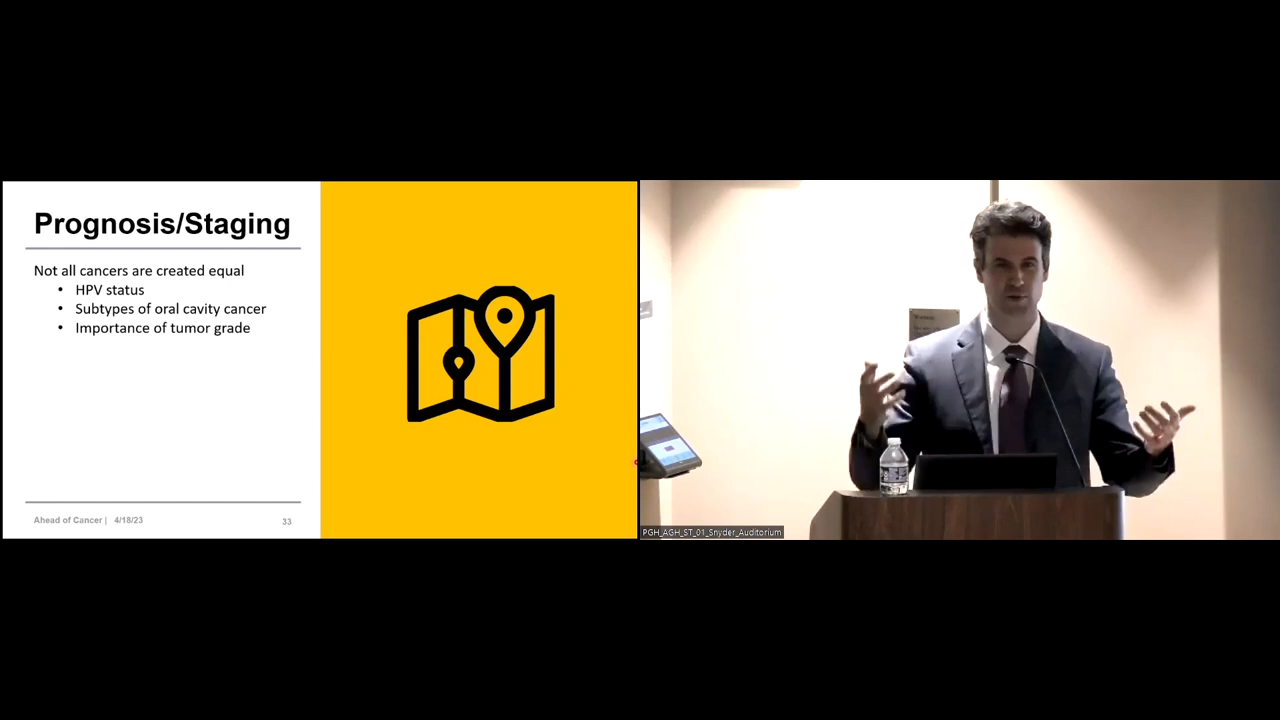 Prognosis/Staging
Not all cancers are created equal
• HPV status
• Subtypes of oral cavity cancer
• Importance of tumor grade
Ahead of Cancer | 4/18/23
33
PGH_AGH_ST_01_Snyder_Auditorium